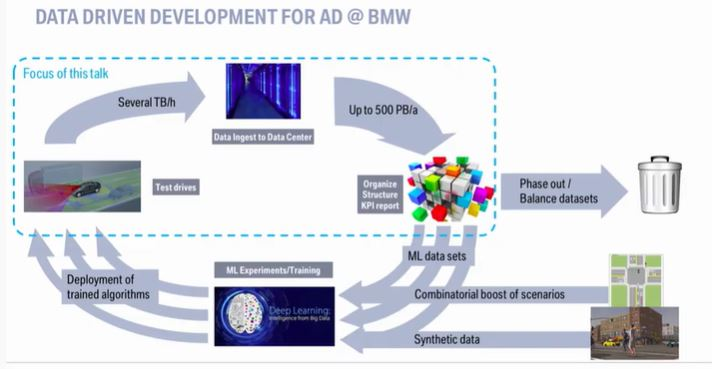 DATA DRIVEN DEVELOPMENT FOR AD @ BMW
Focus of this talk
Several TB/h
Up to 500 PB/a
Data Ingest to Data Center
Test drives
Organize
Structure
KPI report
Phase out /
Balance datasets
ML data sets
ML Experiments/Training
Deployment of
trained algorithms
Combinatorial boost of scenarios
Deep Learning:
Intelligence from Big Data
Synthetic data